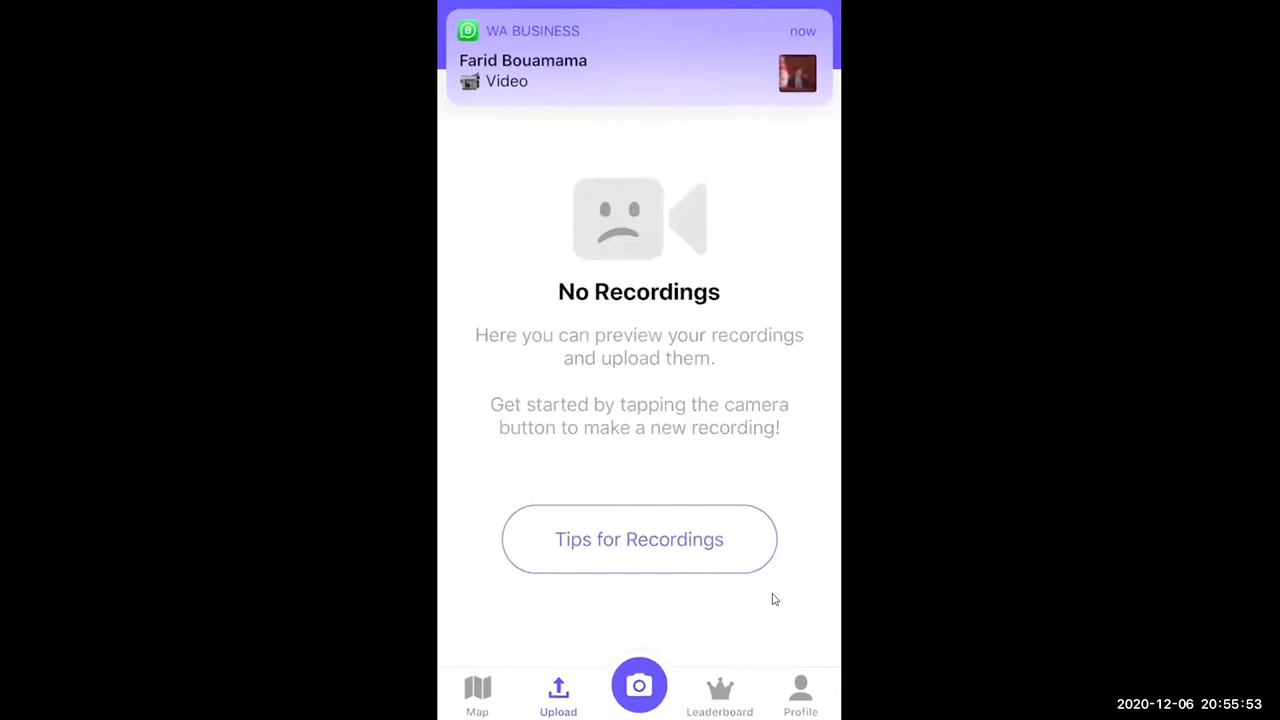 WA BUSINESS
now
Farid Bouamama
Video
No Recordings
Here you can preview your recordings
and upload them.
Get started by tapping the camera
button to make a new recording!
Tips for Recordings
Map
Upload
Leaderboard
Profile
2020-12-06 20:55:53